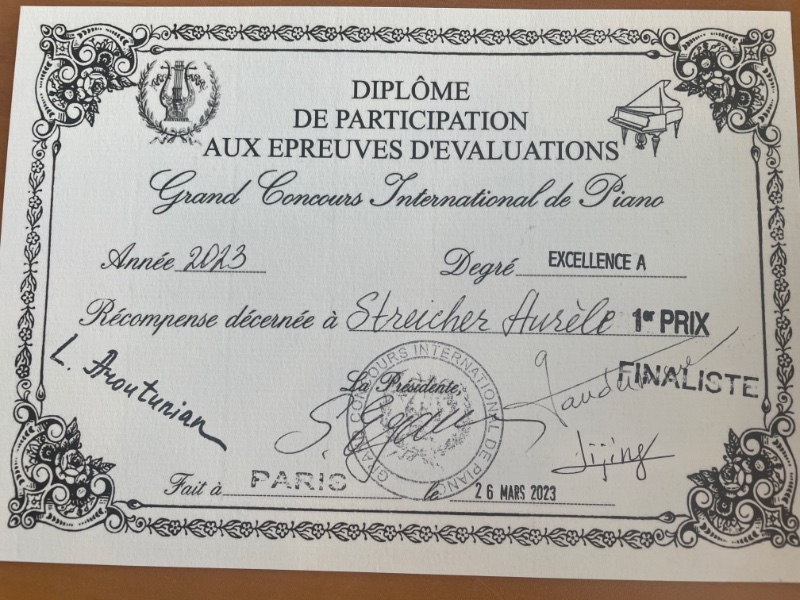 DIPLÔME
DE PARTICIPATION
AUX EPREUVES D'EVALUATIONS
Grand Concours International de Piano
Année 2023 Degré EXCELLENCE A
Récompense décernée à Streicher Aurèle 1er PRIX
FINALISTE
L. Aroutunian
La Présidente,
GRAND CONCOURS INTERNATIONAL DE PIANO
Jijing
Fait à PARIS le 26 MARS 2023